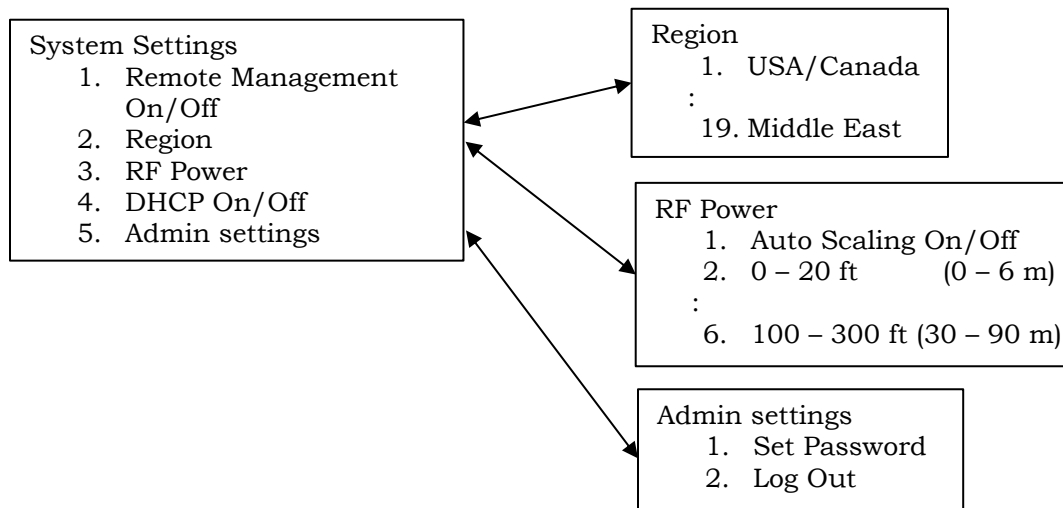 System Settings
1. Remote Management
On/Off
2. Region
3. RF Power
4. DHCP On/Off
5. Admin settings
Region
1. USA/Canada
:
19. Middle East
RF Power
1. Auto Scaling On/Off
2. 0 – 20 ft (0 – 6 m)
:
6. 100 – 300 ft (30 – 90 m)
Admin settings
1. Set Password
2. Log Out